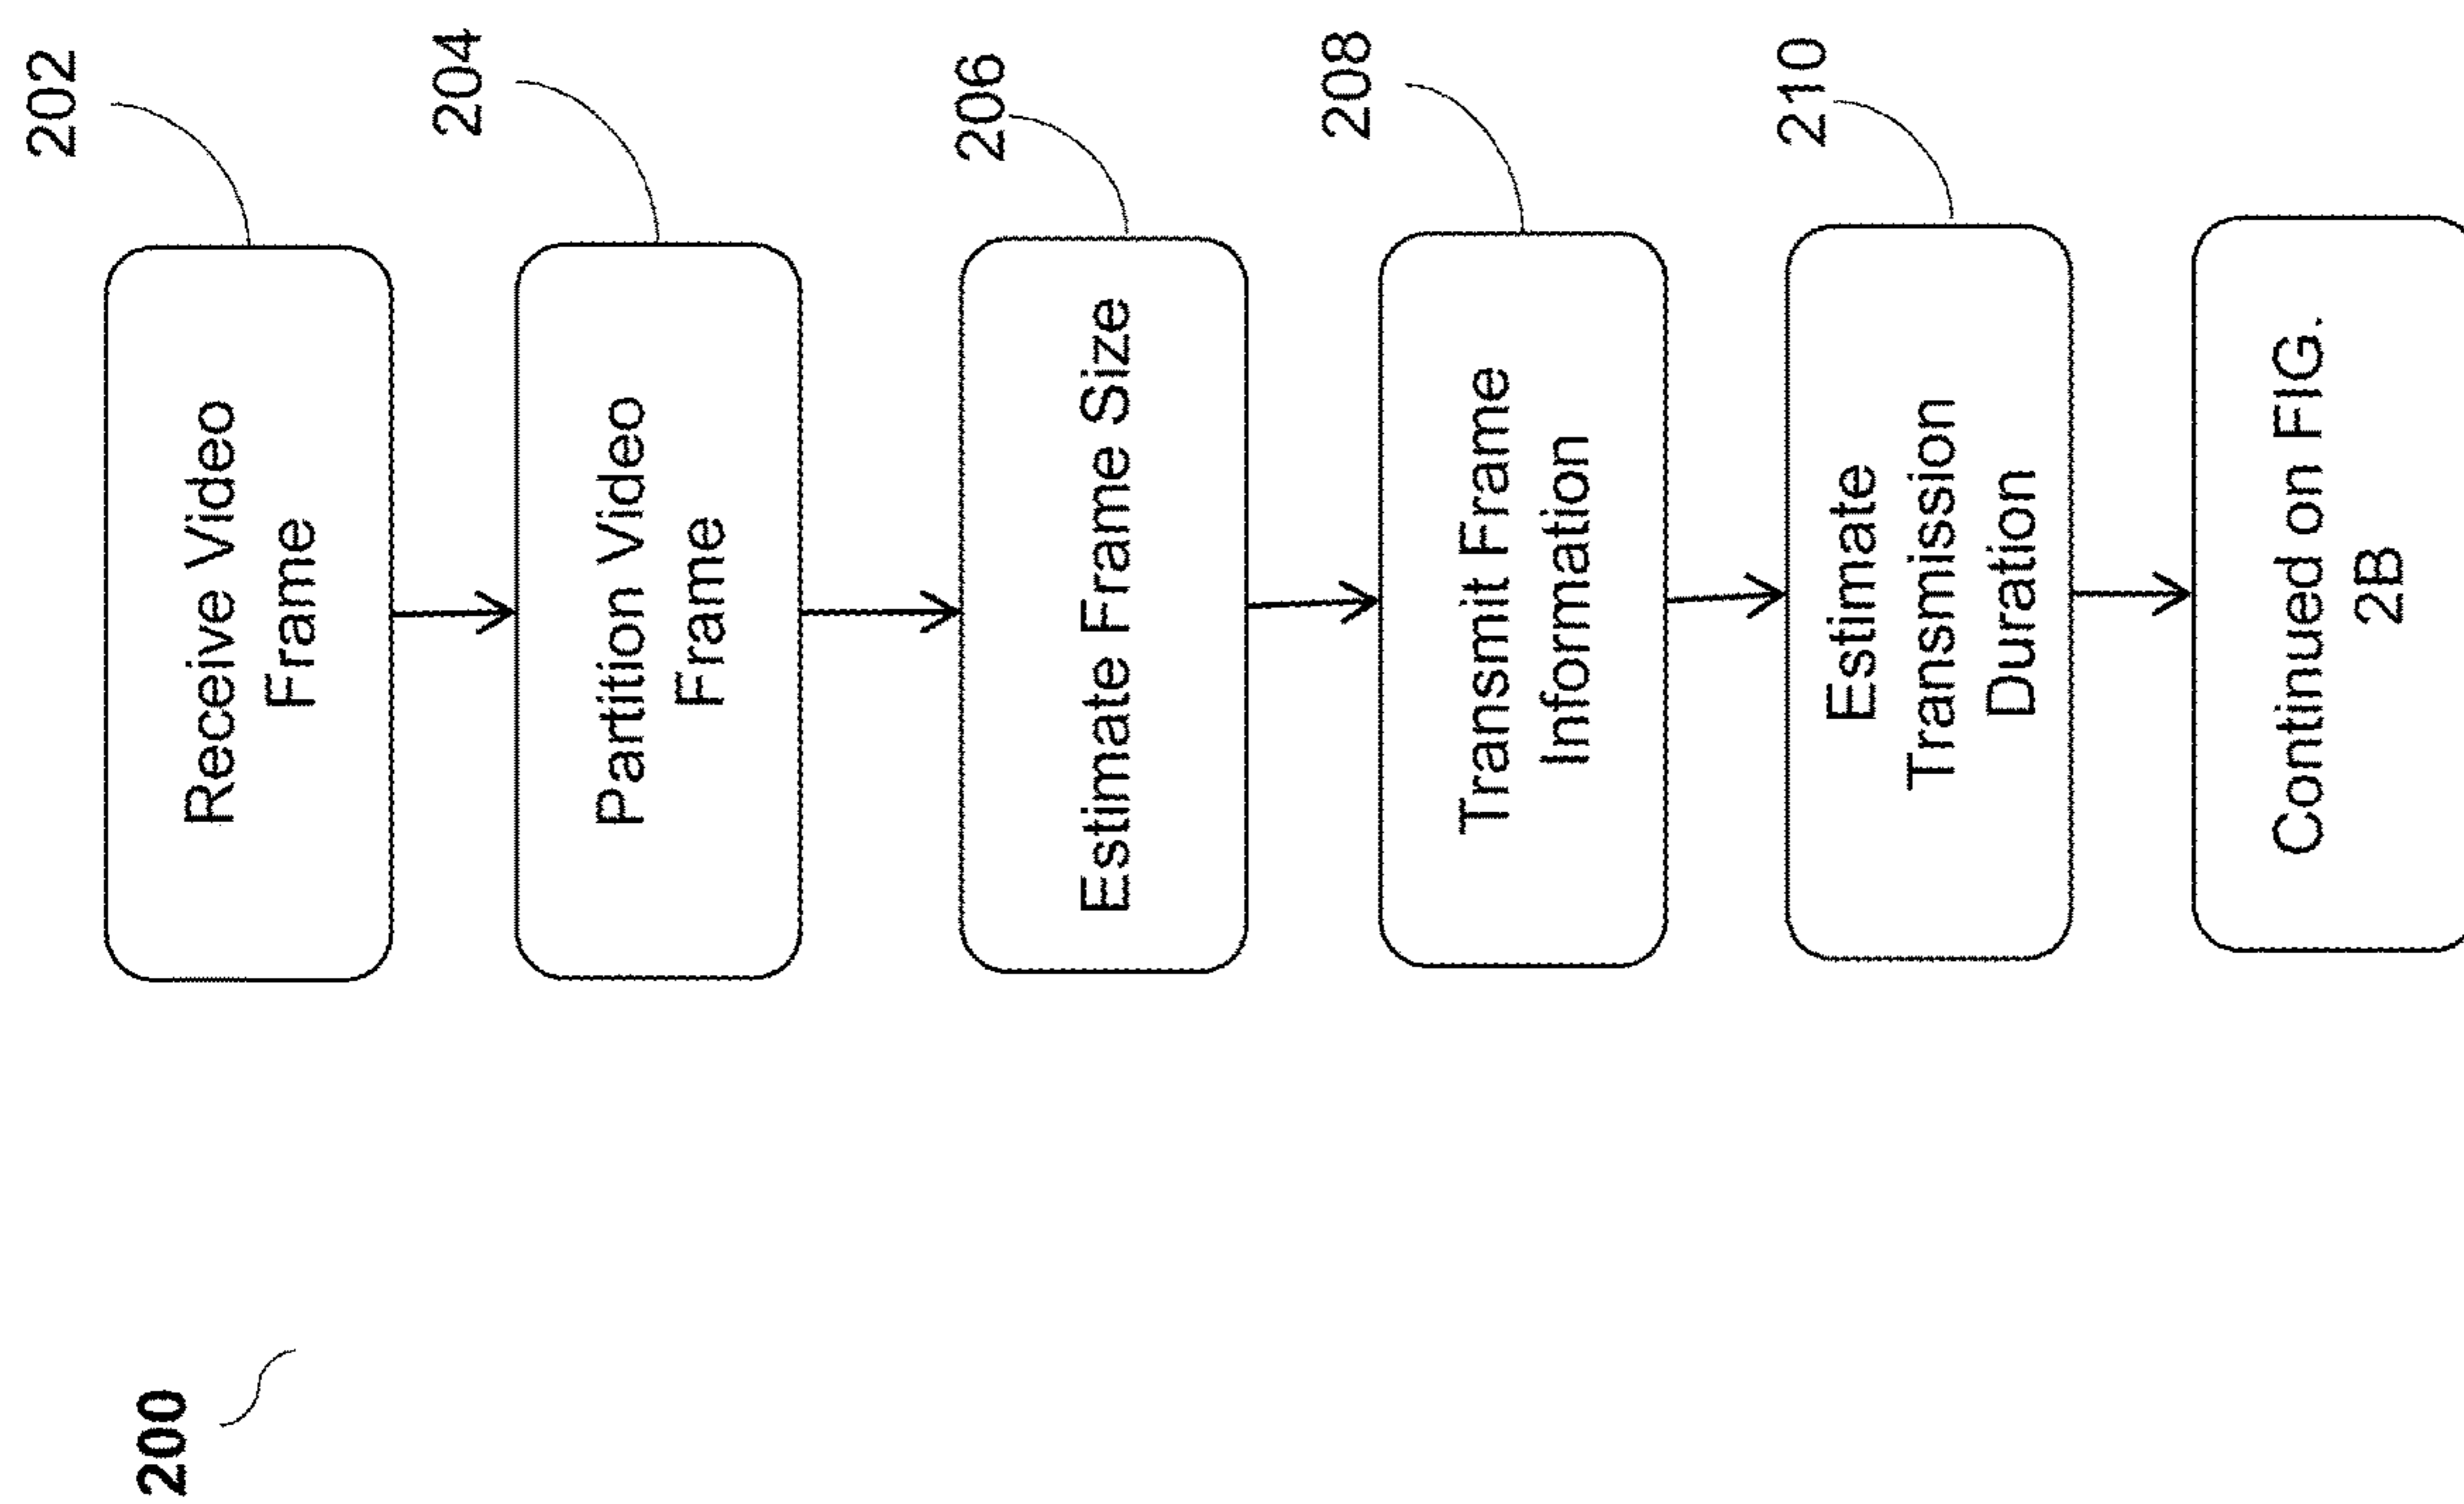 200
202
Receive Video
Frame
204
Partition Video
Frame
206
Estimate Frame Size
208
Transmit Frame
Information
210
Estimate
Transmission
Duration
Continued on FIG.
2B